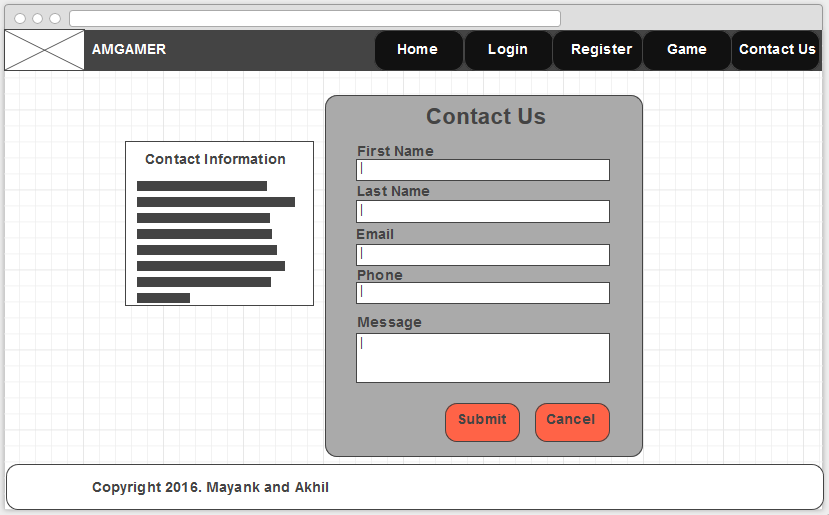 AMGAMER
Home
Login
Register
Game
Contact Us
Contact Information
Contact Us
First Name
Last Name
Email
Phone
Message
Submit
Cancel
Copyright 2016. Mayank and Akhil